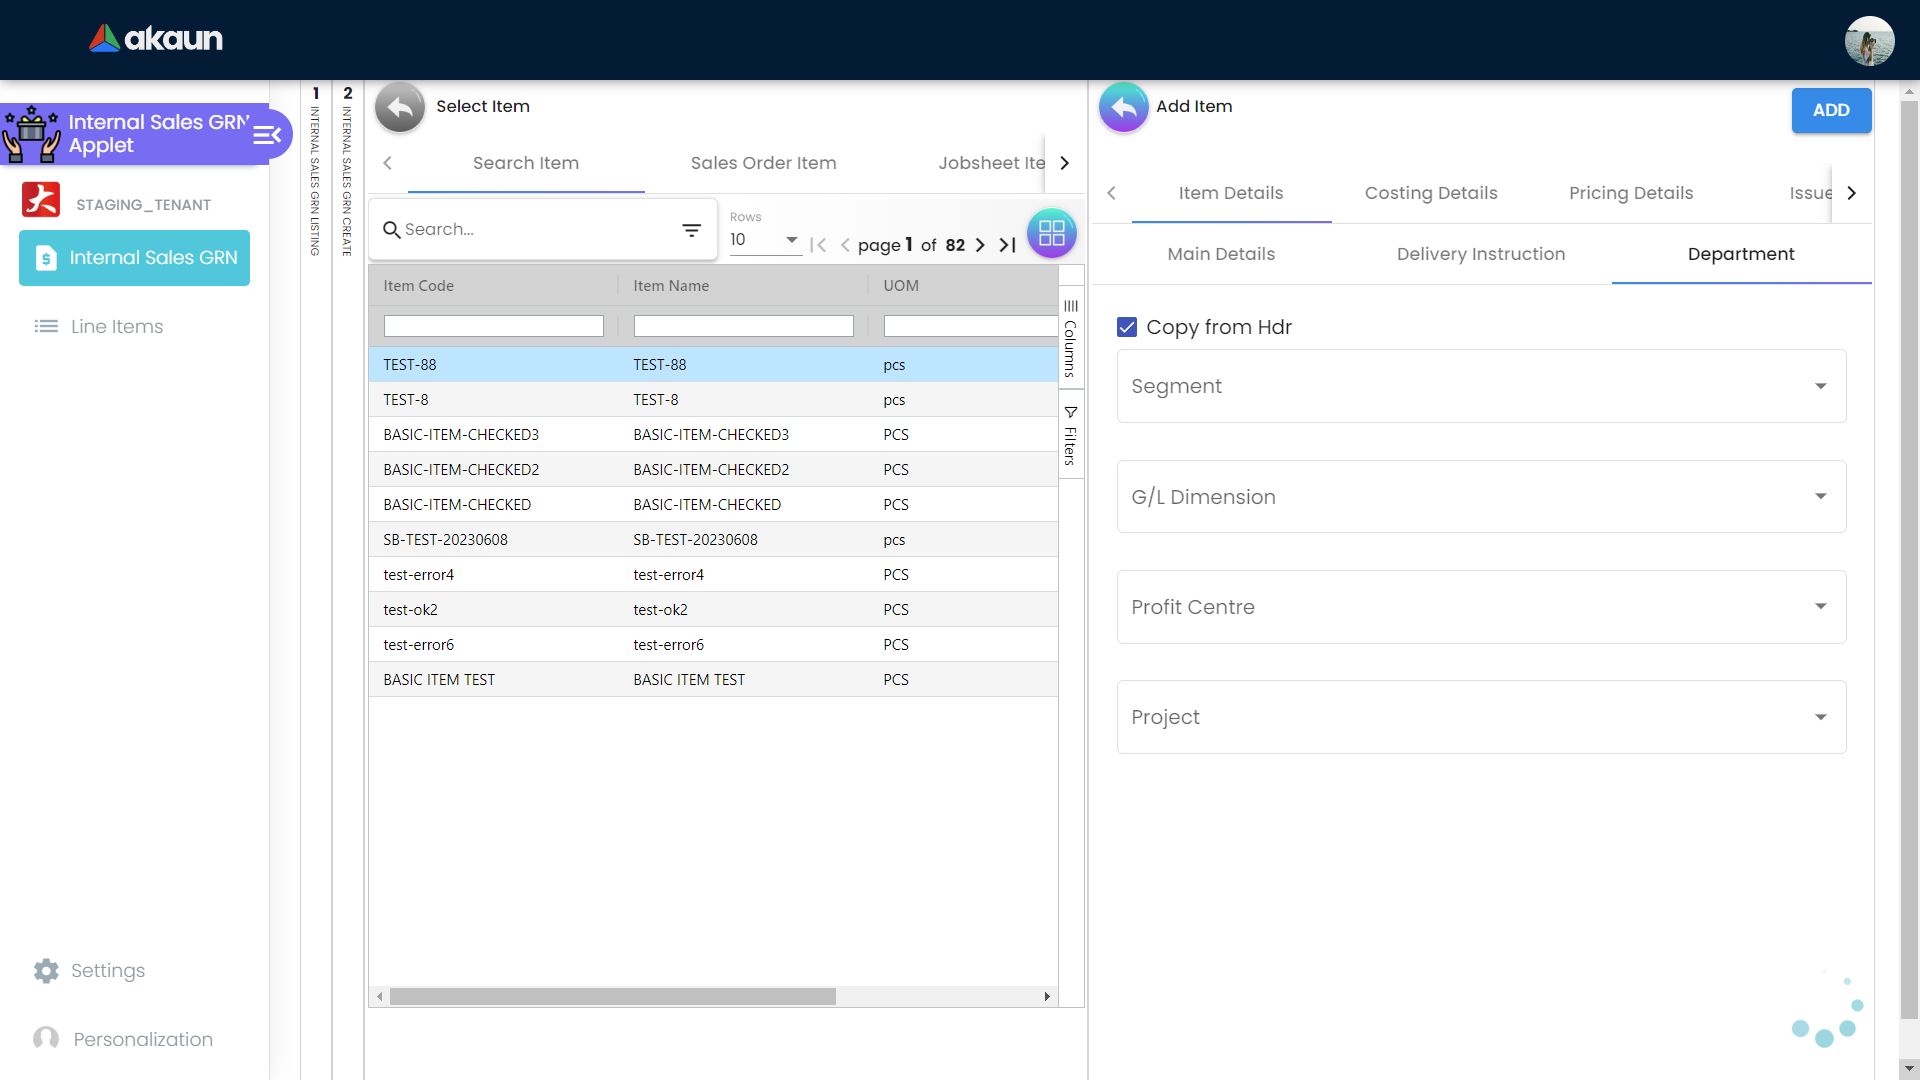 akaun
Internal Sales GRN
Applet
STAGING_TENANT
Internal Sales GRN
Line Items
Settings
Personalization
1
INTERNAL SALES GRN LISTING
2
INTERNAL SALES GRN CREATE
Select Item
Search Item
Sales Order Item
Jobsheet Ite
Search...
Rows
10
page 1 of 82
Item Code
Item Name
UOM
TEST-88 TEST-88 pcs
TEST-8 TEST-8 pcs
BASIC-ITEM-CHECKED3 BASIC-ITEM-CHECKED3 PCS
BASIC-ITEM-CHECKED2 BASIC-ITEM-CHECKED2 PCS
BASIC-ITEM-CHECKED BASIC-ITEM-CHECKED PCS
SB-TEST-20230608 SB-TEST-20230608 pcs
test-error4 test-error4 PCS
test-ok2 test-ok2 PCS
test-error6 test-error6 PCS
BASIC ITEM TEST BASIC ITEM TEST PCS
Columns
Filters
Add Item
ADD
Item Details
Costing Details
Pricing Details
Issue
Main Details
Delivery Instruction
Department
Copy from Hdr
Segment
G/L Dimension
Profit Centre
Project